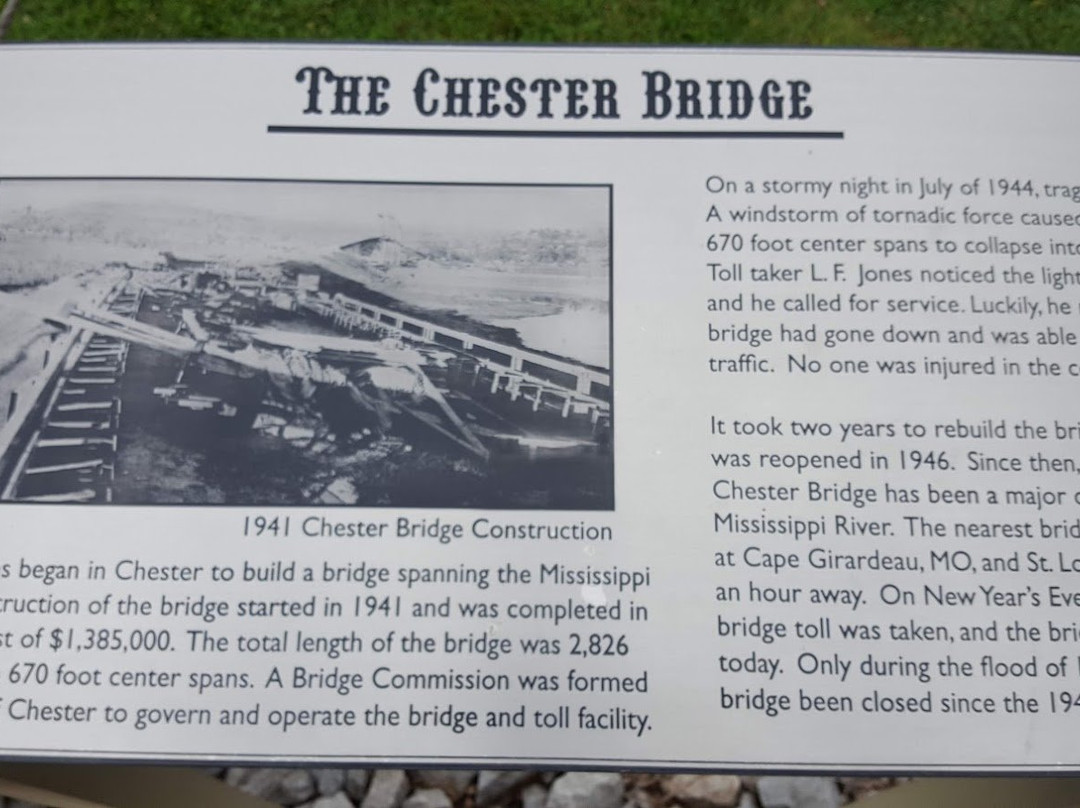 THE CHESTER BRIDGE
1941 Chester Bridge Construction
s began in Chester to build a bridge spanning the Mississippi
ruction of the bridge started in 1941 and was completed in
st of $1,385,000. The total length of the bridge was 2,826
670 foot center spans. A Bridge Commission was formed
f Chester to govern and operate the bridge and toll facility.
On a stormy night in July of 1944, trag
A windstorm of tornadic force caused
670 foot center spans to collapse into
Toll taker L. F. Jones noticed the light
and he called for service. Luckily, he
bridge had gone down and was able
traffic. No one was injured in the c
It took two years to rebuild the bri
was reopened in 1946. Since then,
Chester Bridge has been a major
Mississippi River. The nearest brid
at Cape Girardeau, MO, and St. Lo
an hour away. On New Year's Eve
bridge toll was taken, and the bri
today. Only during the flood of
bridge been closed since the 194